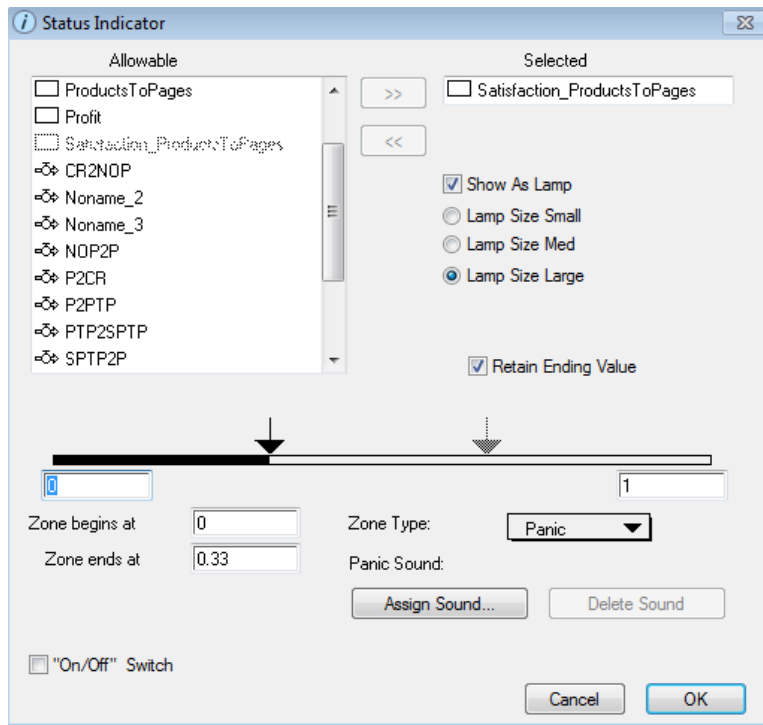 Status Indicator
Allowable
Selected
ProductsToPages
Profit
Satisfaction_ProductsToPages
CR2NOP
Noname_2
Noname_3
NOP2P
P2CR
P2PTP
PTP2SPTP
SPTP2P
>>
<<
Satisfaction_ProductsToPages
Show As Lamp
Lamp Size Small
Lamp Size Med
Lamp Size Large
Retain Ending Value
0
1
Zone begins at 0
Zone ends at 0.33
Zone Type: Panic
Panic Sound:
Assign Sound...
Delete Sound
"On/Off" Switch
Cancel
OK